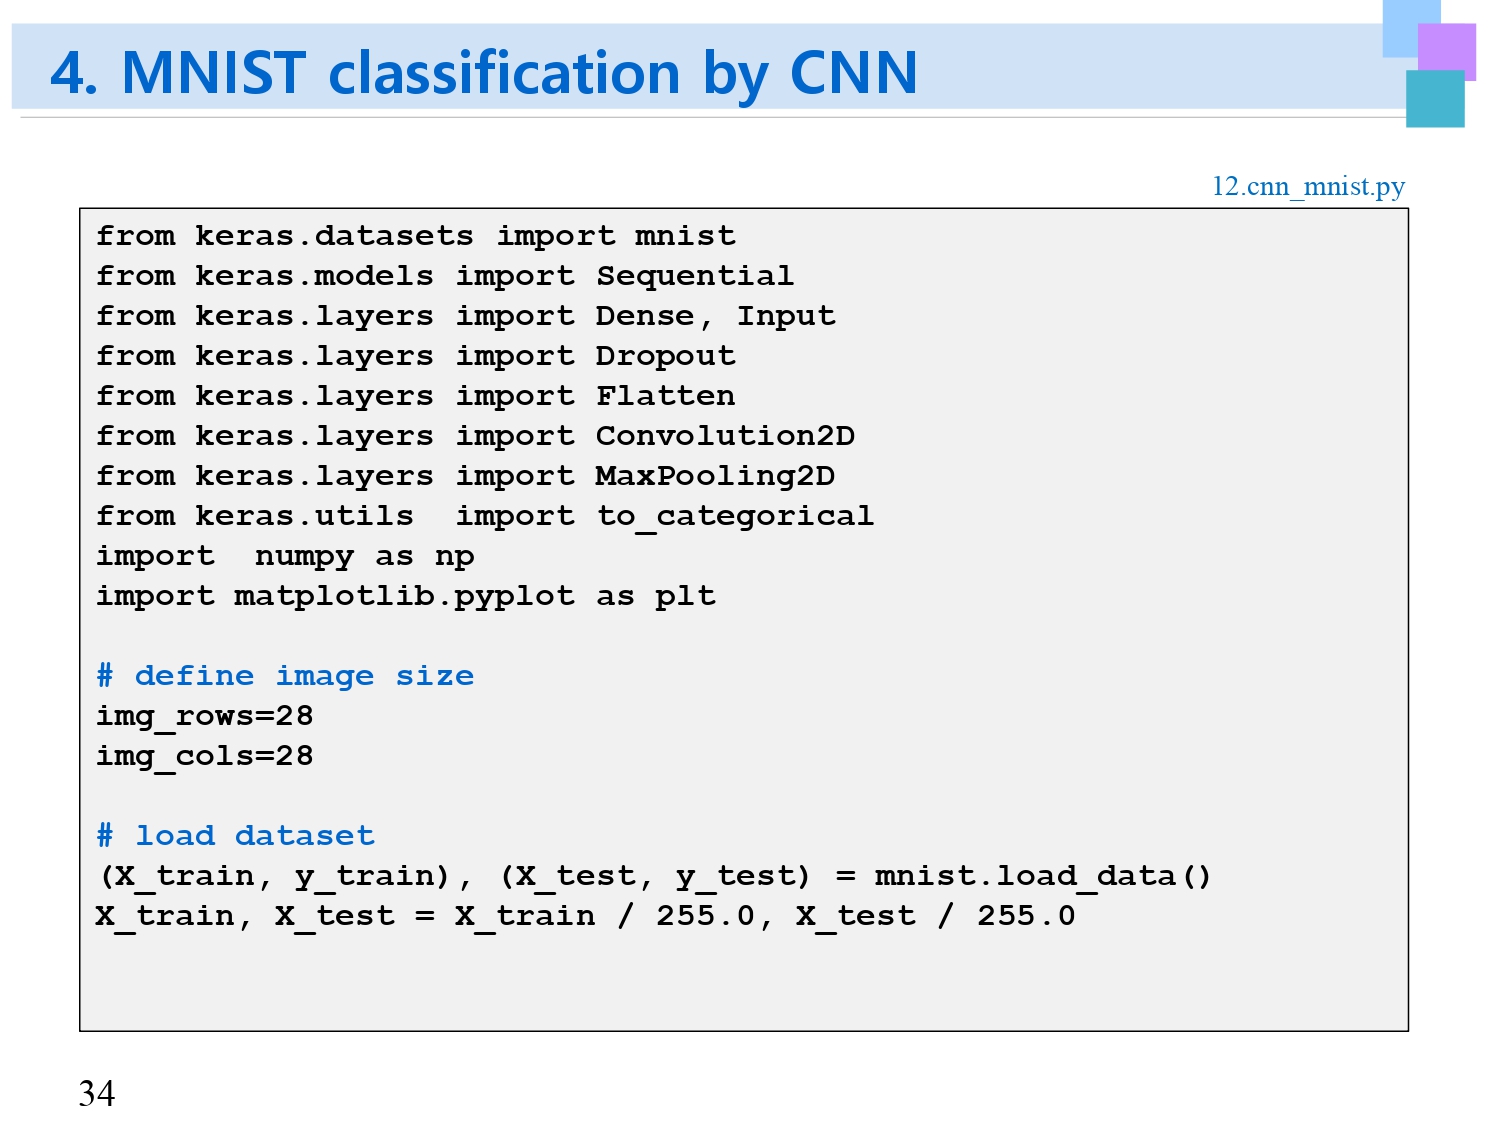 4. MNIST classification by CNN
12.cnn_mnist.py
from keras.datasets import mnist
from keras.models import Sequential
from keras.layers import Dense, Input
from keras.layers import Dropout
from keras.layers import Flatten
from keras.layers import Convolution2D
from keras.layers import MaxPooling2D
from keras.utils  import to_categorical
import  numpy as np
import matplotlib.pyplot as plt
# define image size
img_rows=28
img_cols=28
# load dataset
(X_train, y_train), (X_test, y_test) = mnist.load_data()
X_train, X_test = X_train / 255.0, X_test / 255.0
34